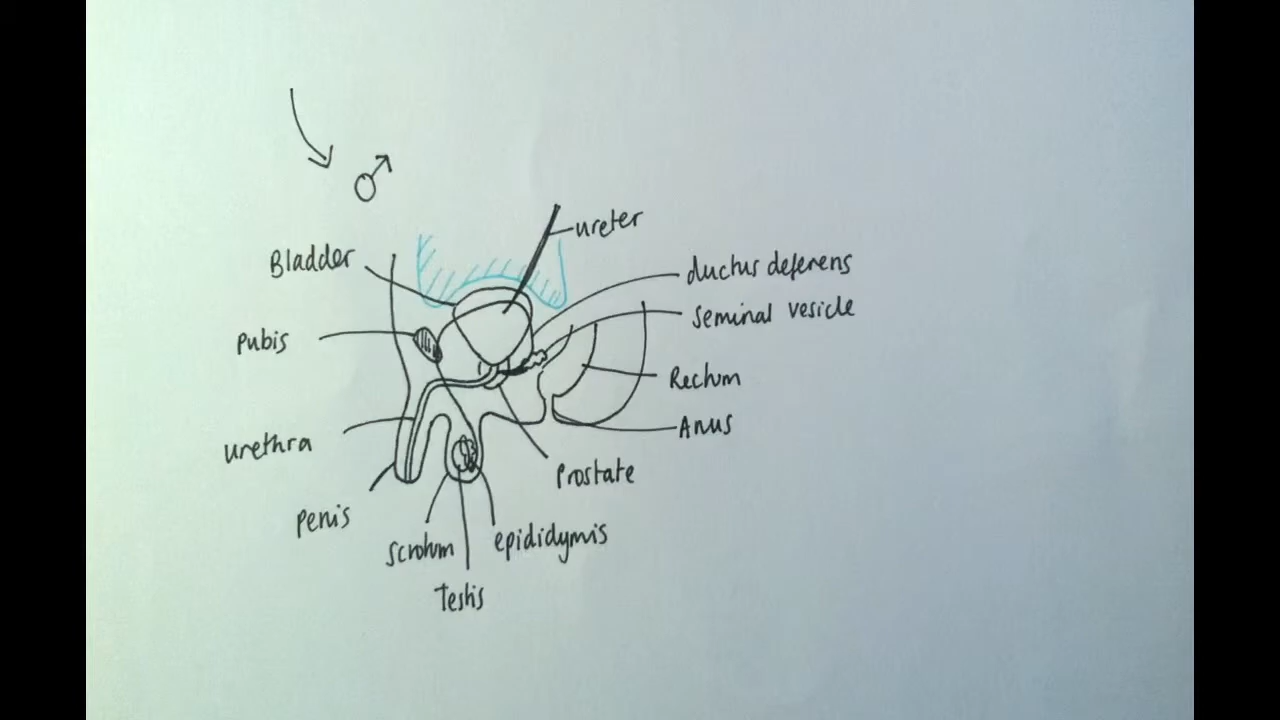 ureter
Bladder
ductus deferens
seminal vesicle
Pubis
Rectum
Anus
urethra
Prostate
Penis
scrotum
epididymis
Testis